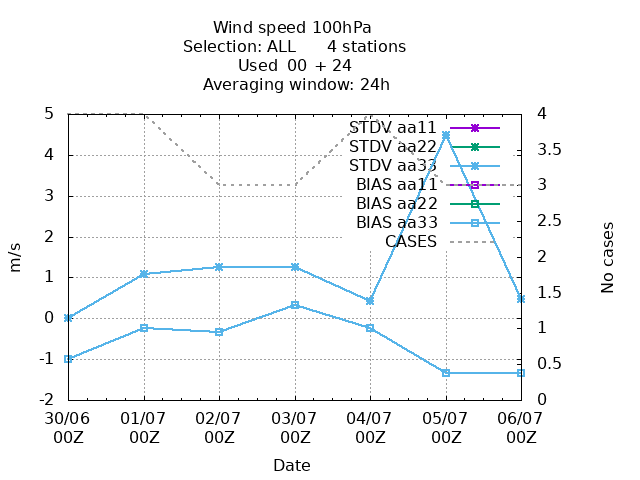 Wind speed 100hPa
Selection: ALL      4 stations
Used  00 + 24
Averaging window: 24h
STDV aa11
STDV aa22
STDV aa33
BIAS aa11
BIAS aa22
BIAS aa33
CASES
m/s
5
4
3
2
1
0
-1
-2
No cases
4
3.5
3
2.5
2
1.5
1
0.5
0
30/06 01/07 02/07 03/07 04/07 05/07 06/07
00Z 00Z 00Z 00Z 00Z 00Z 00Z
Date